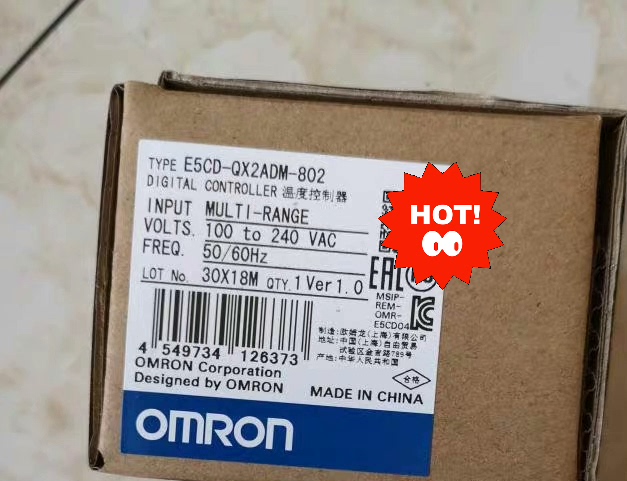 TYPE E5CD-QX2ADM-802
DIGITAL CONTROLLER 温度控制器
INPUT MULTI-RANGE
VOLTS. 100 to 240 VAC
FREQ. 50/60Hz
LOT No. 30X18M QTY. 1 Ver1.0
HOT!
EAC
MSIP-
REM-
OMR-
E5CD04
4 549734 126373
制造: 欧姆龙(上海)有限公司
地址: 中国(上海)自由贸易
试验区金吉路789号
产地: 中华人民共和国
合格
OMRON Corporation
Designed by OMRON
MADE IN CHINA
OMRON